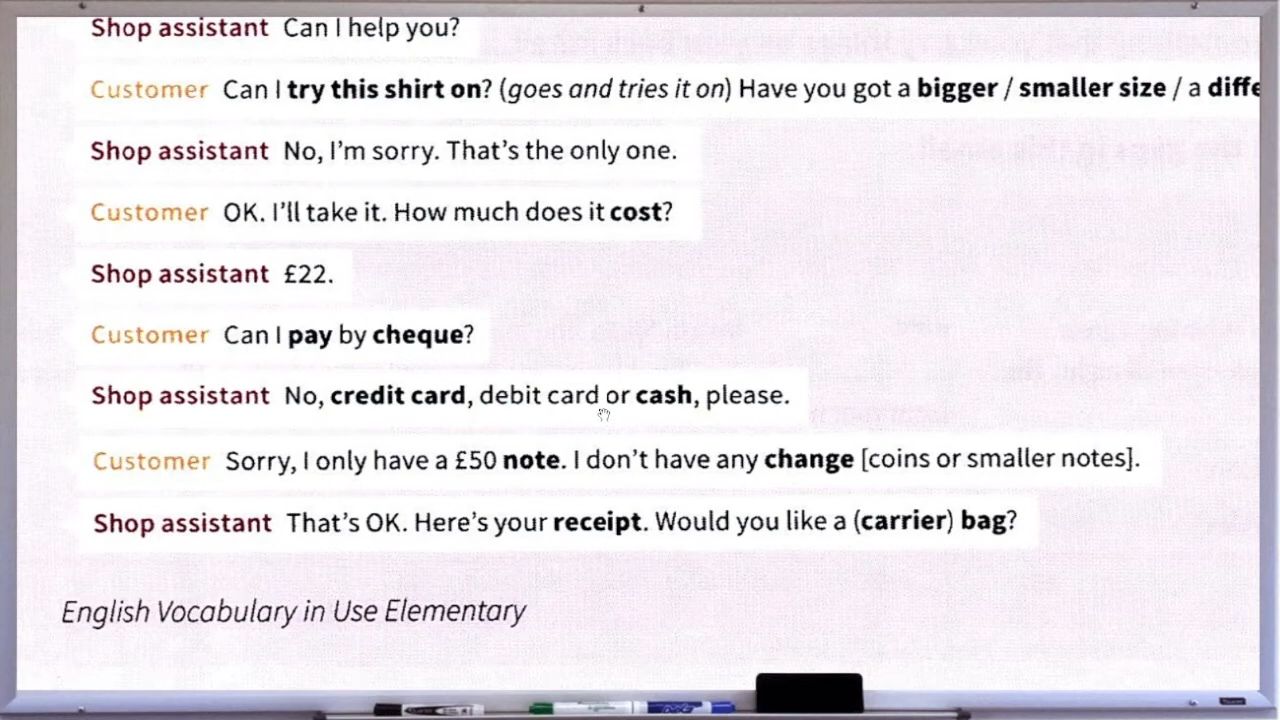 Shop assistant Can I help you?
Customer Can I try this shirt on? (goes and tries it on) Have you got a bigger / smaller size / a diffe
Shop assistant No, I'm sorry. That's the only one.
Customer OK. I'll take it. How much does it cost?
Shop assistant £22.
Customer Can I pay by cheque?
Shop assistant No, credit card, debit card or cash, please.
Customer Sorry, I only have a £50 note. I don't have any change [coins or smaller notes].
Shop assistant That's OK. Here's your receipt. Would you like a (carrier) bag?
English Vocabulary in Use Elementary